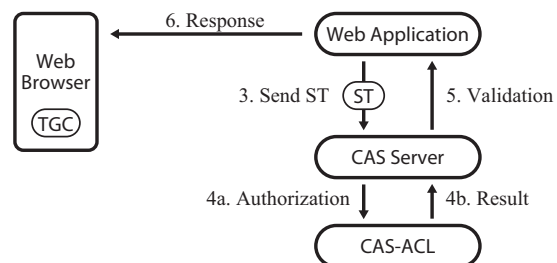 6. Response
Web Application
Web
Browser
TGC
3. Send ST
ST
5. Validation
CAS Server
4a. Authorization
4b. Result
CAS-ACL